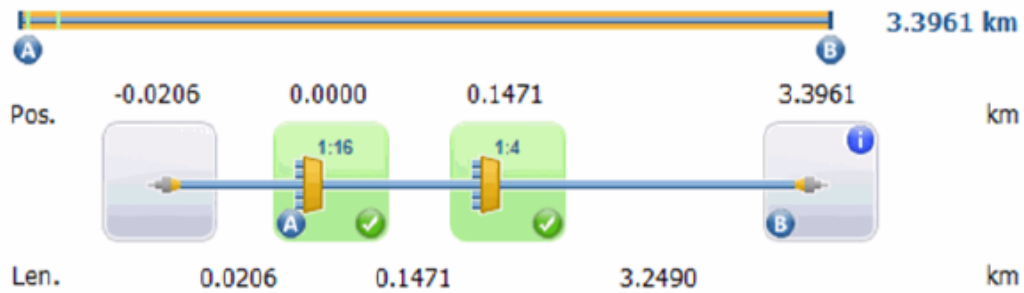 3.3961 km
A B
-0.0206 0.0000 0.1471 3.3961
Pos. km
1:16 1:4 i
A B
Len. 0.0206 0.1471 3.2490 km